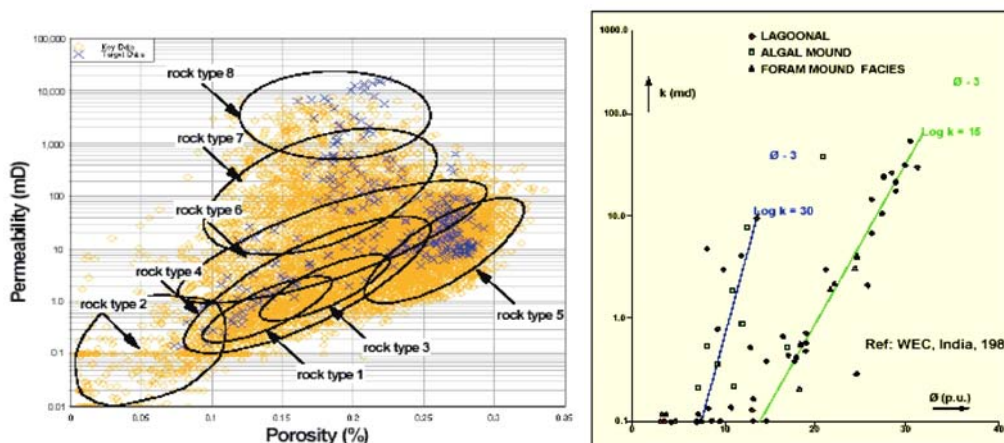 100,000
Key Data
Target Data
rock type 8
10,000
1,000
rock type 7
100
rock type 6
10
rock type 4
1.0
rock type 2
rock type 5
rock type 3
0.1
rock type 1
0.01
0 0.05 0.1 0.15 0.2 0.25 0.3 0.35
Permeability (mD)
Porosity (%)
1000.0
LAGOONAL
ALGAL MOUND
FORAM MOUND FACIES
k (md)
Ø - 3
100.0
Log k = 15
Ø - 3
10.0
Log k = 30
1.0
Ref: WEC, India, 198
Ø (p.u.)
0.1
0 10 20 30 40